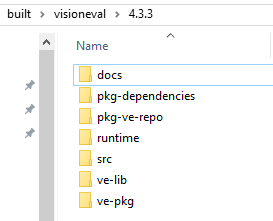 built > visioneval > 4.3.3
Name
docs
pkg-dependencies
pkg-ve-repo
runtime
src
ve-lib
ve-pkg